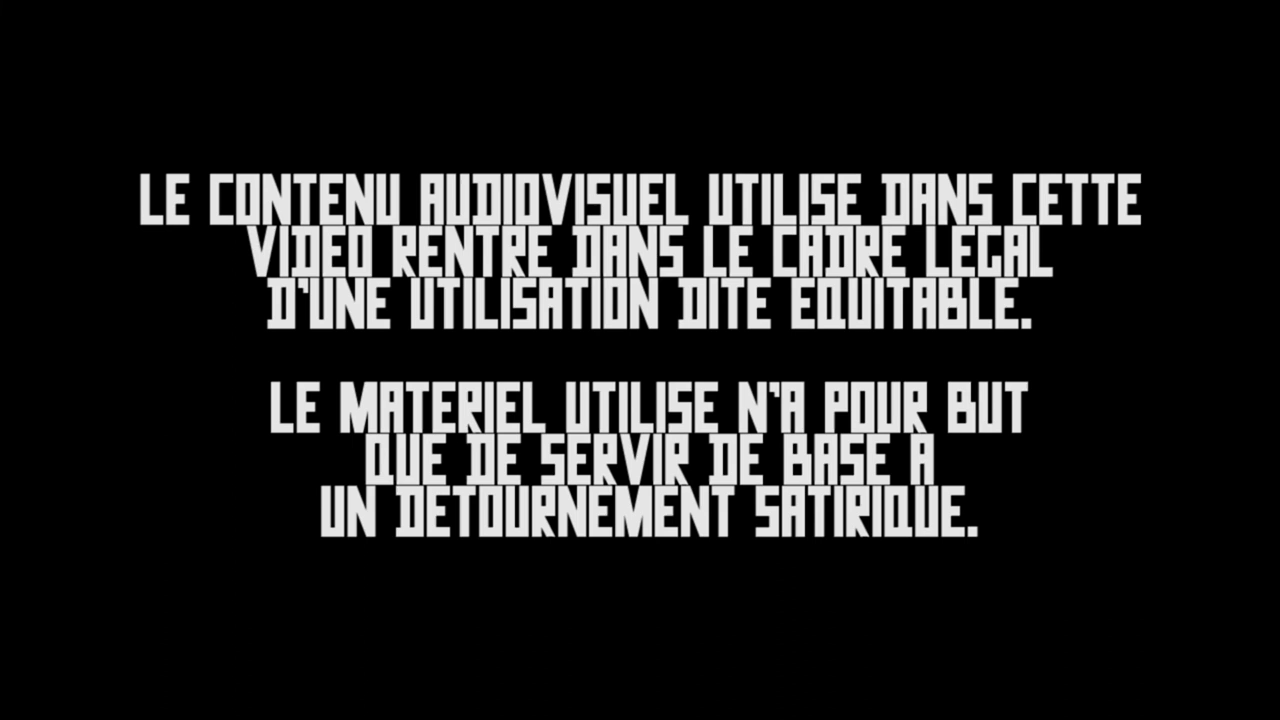 LE CONTENU AUDIOVISUEL UTILISE DANS CETTE
VIDEO RENTRE DANS LE CADRE LEGAL
D'UNE UTILISATION DITE EQUITABLE.
LE MATERIEL UTILISE N'A POUR BUT
QUE DE SERVIR DE BASE A
UN DETOURNEMENT SATIRIQUE.